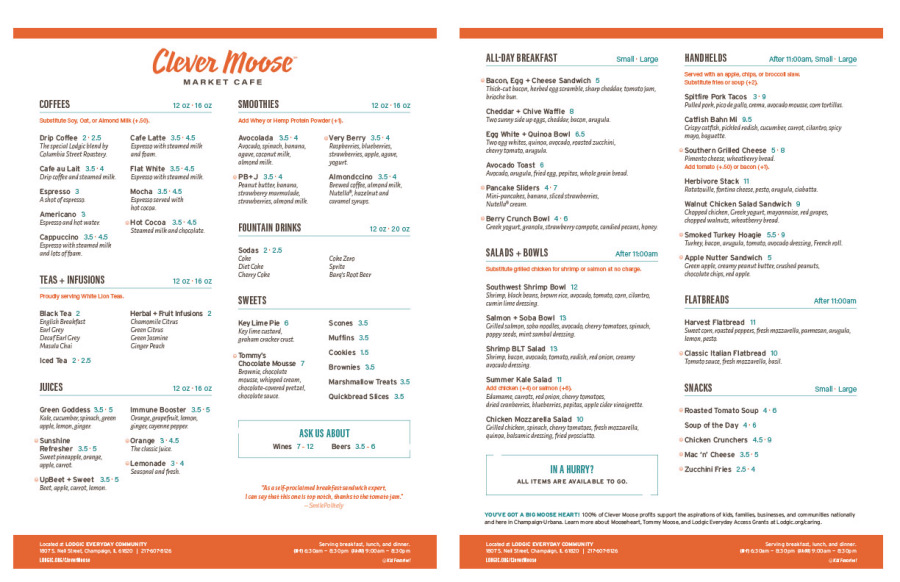 Clever Moose
MARKET CAFE
COFFEES 12 oz · 16 oz
Substitute Soy, Oat, or Almond Milk (+.50).
Drip Coffee 2 · 2.5
The special Lodgic blend by
Columbia Street Roastery.
Cafe au Lait 3.5 · 4
Drip coffee and steamed milk.
Espresso 3
A shot of espresso.
Americano 3
Espresso and hot water.
Cappuccino 3.5 · 4.5
Espresso with steamed milk
and lots of foam.
Cafe Latte 3.5 · 4.5
Espresso with steamed milk
and foam.
Flat White 3.5 · 4.5
Espresso with steamed milk.
Mocha 3.5 · 4.5
Espresso served with
hot cocoa.
Hot Cocoa 3.5 · 4.5
Steamed milk and chocolate.
TEAS + INFUSIONS 12 oz · 16 oz
Proudly serving White Lion Teas.
Black Tea 2
English Breakfast
Earl Grey
Decaf Earl Grey
Masala Chai
Iced Tea 2 · 2.5
Herbal + Fruit Infusions 2
Chamomile Citrus
Green Citrus
Green Jasmine
Ginger Peach
JUICES 12 oz · 16 oz
Green Goddess 3.5 · 5
Kale, cucumber, spinach, green
apple, lemon, ginger.
Sunshine
Refresher 3.5 · 5
Sweet pineapple, orange,
apple, carrot.
UpBeet + Sweet 3.5 · 5
Beet, apple, carrot, lemon.
Immune Booster 3.5 · 5
Orange, grapefruit, lemon,
ginger, cayenne pepper.
Orange 3 · 4.5
The classic juice.
Lemonade 3 · 4
Seasonal and fresh.
SMOOTHIES 12 oz · 16 oz
Add Whey or Hemp Protein Powder (+1).
Avocolada 3.5 · 4
Avocado, spinach, banana,
agave, coconut milk,
almond milk.
PB+J 3.5 · 4
Peanut butter, banana,
strawberry marmalade,
strawberries, almond milk.
Very Berry 3.5 · 4
Raspberries, blueberries,
strawberries, apple, agave,
yogurt.
Almondccino 3.5 · 4
Brewed coffee, almond milk,
Nutella®, hazelnut and
caramel syrups.
FOUNTAIN DRINKS 12 oz · 20 oz
Sodas 2 · 2.5
Coke
Diet Coke
Cherry Coke
Coke Zero
Sprite
Barq's Root Beer
SWEETS
Key Lime Pie 6
Key lime custard,
graham cracker crust.
Tommy's
Chocolate Mousse 7
Brownie, chocolate
mousse, whipped cream,
chocolate-covered pretzel,
chocolate sauce.
Scones 3.5
Muffins 3.5
Cookies 1.5
Brownies 3.5
Marshmallow Treats 3.5
Quickbread Slices 3.5
ASK US ABOUT
Wines 7 - 12 Beers 3.5 - 6
"As a self-proclaimed breakfast sandwich expert,
I can say that this one is top notch, thanks to the tomato jam."
– SmilePolitely
Located at LODGIC EVERYDAY COMMUNITY
1807 S. Neil Street, Champaign, IL 61820 | 217-607-8126
LODGIC.ORG/CleverMoose
Serving breakfast, lunch, and dinner.
(M-F) 6:30am – 8:30pm (SA-SU) 9:00am – 8:30pm
Kid Favorite!
ALL-DAY BREAKFAST Small · Large
Bacon, Egg + Cheese Sandwich 5
Thick-cut bacon, herbed egg scramble, sharp cheddar, tomato jam,
brioche bun.
Cheddar + Chive Waffle 8
Two sunny side up eggs, cheddar, bacon, arugula.
Egg White + Quinoa Bowl 6.5
Two egg whites, quinoa, avocado, roasted zucchini,
cherry tomato, arugula.
Avocado Toast 6
Avocado, arugula, fried egg, pepitas, whole grain bread.
Pancake Sliders 4 · 7
Mini-pancakes, banana, sliced strawberries,
Nutella® cream.
Berry Crunch Bowl 4 · 6
Greek yogurt, granola, strawberry compote, candied pecans, honey.
SALADS + BOWLS After 11:00am
Substitute grilled chicken for shrimp or salmon at no charge.
Southwest Shrimp Bowl 12
Shrimp, black beans, brown rice, avocado, tomato, corn, cilantro,
cumin lime dressing.
Salmon + Soba Bowl 13
Grilled salmon, soba noodles, avocado, cherry tomatoes, spinach,
poppy seeds, mint sambal dressing.
Shrimp BLT Salad 13
Shrimp, bacon, avocado, tomato, radish, red onion, creamy
avocado dressing.
Summer Kale Salad 11
Add chicken (+4) or salmon (+6).
Edamame, carrots, red onion, cherry tomatoes,
dried cranberries, blueberries, pepitas, apple cider vinaigrette.
Chicken Mozzarella Salad 10
Grilled chicken, spinach, cherry tomatoes, fresh mozzarella,
quinoa, balsamic dressing, fried prosciutto.
IN A HURRY?
ALL ITEMS ARE AVAILABLE TO GO.
HANDHELDS After 11:00am, Small · Large
Served with an apple, chips, or broccoli slaw.
Substitute fries or soup (+2).
Spitfire Pork Tacos 3 · 9
Pulled pork, pico de gallo, crema, avocado mousse, corn tortillas.
Catfish Bahn Mi 9.5
Crispy catfish, pickled radish, cucumber, carrot, cilantro, spicy
mayo, baguette.
Southern Grilled Cheese 5 · 8
Pimento cheese, wheatberry bread.
Add tomato (+.50) or bacon (+1).
Herbivore Stack 11
Ratatouille, fontina cheese, pesto, arugula, ciabatta.
Walnut Chicken Salad Sandwich 9
Chopped chicken, Greek yogurt, mayonnaise, red grapes,
chopped walnuts, wheatberry bread.
Smoked Turkey Hoagie 5.5 · 9
Turkey, bacon, arugula, tomato, avocado dressing, French roll.
Apple Nutter Sandwich 5
Green apple, creamy peanut butter, crushed peanuts,
chocolate chips, red apple.
FLATBREADS After 11:00am
Harvest Flatbread 11
Sweet corn, roasted peppers, fresh mozzarella, parmesan, arugula,
lemon, pesto.
Classic Italian Flatbread 10
Tomato sauce, fresh mozzarella, basil.
SNACKS Small · Large
Roasted Tomato Soup 4 · 6
Soup of the Day 4 · 6
Chicken Crunchers 4.5 · 9
Mac 'n' Cheese 3.5 · 5
Zucchini Fries 2.5 · 4
YOU'VE GOT A BIG MOOSE HEART! 100% of Clever Moose profits support the aspirations of kids, families, businesses, and communities nationally
and here in Champaign-Urbana. Learn more about Mooseheart, Tommy Moose, and Lodgic Everyday Access Grants at Lodgic.org/caring.
Located at LODGIC EVERYDAY COMMUNITY
1807 S. Neil Street, Champaign, IL 61820 | 217-607-8126
LODGIC.ORG/CleverMoose
Serving breakfast, lunch, and dinner.
(M-F) 6:30am – 8:30pm (SA-SU) 9:00am – 8:30pm
Kid Favorite!